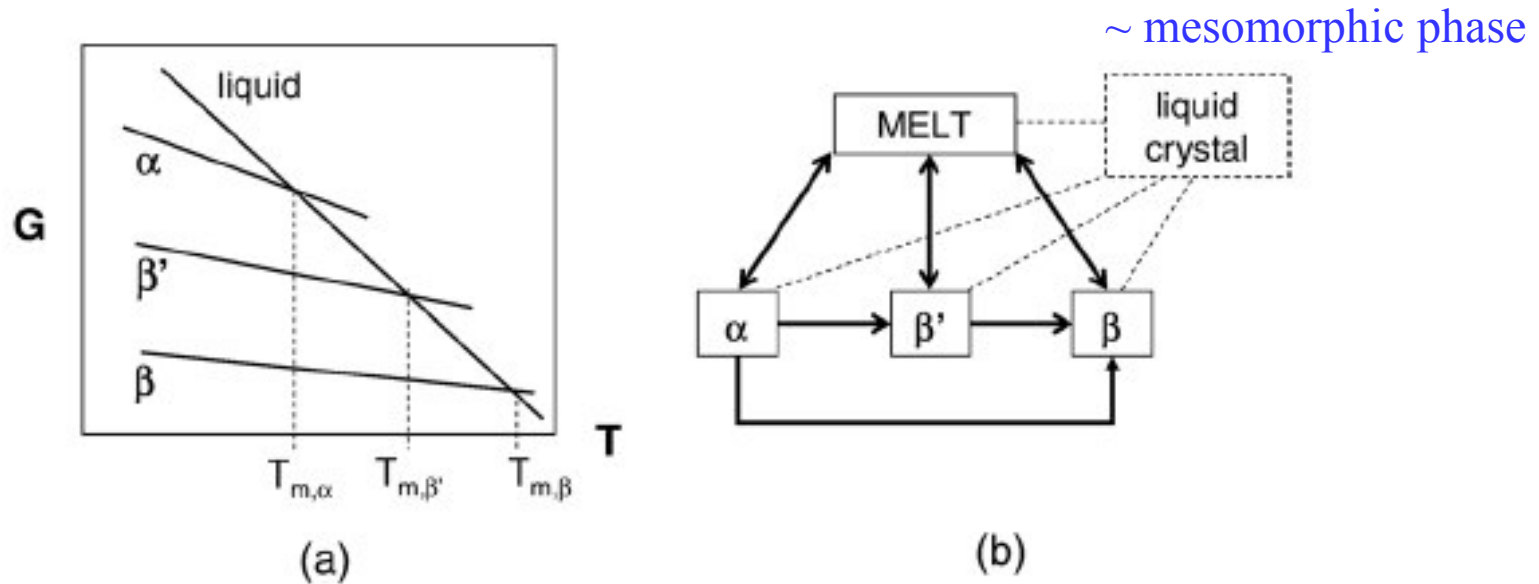 ~ mesomorphic phase
liquid
α
β’
β
G
T
Tm,α
Tm,β’
Tm,β
(a)
MELT
liquid
crystal
α
β’
β
(b)